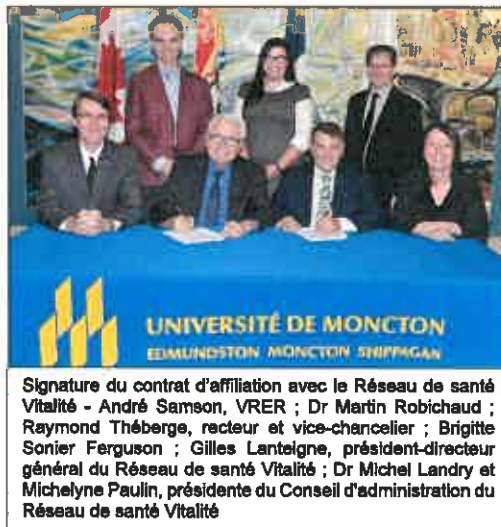 UNIVERSITÉ DE MONCTON
EDMUNDSTON MONCTON SHIPPAGAN
Signature du contrat d'affiliation avec le Réseau de santé
Vitalité - André Samson, VRER ; Dr Martin Robichaud ;
Raymond Théberge, recteur et vice-chancelier ; Brigitte
Sonier Ferguson ; Gilles Lanteigne, président-directeur
général du Réseau de santé Vitalité ; Dr Michel Landry et
Michelyne Paulin, présidente du Conseil d'administration du
Réseau de santé Vitalité